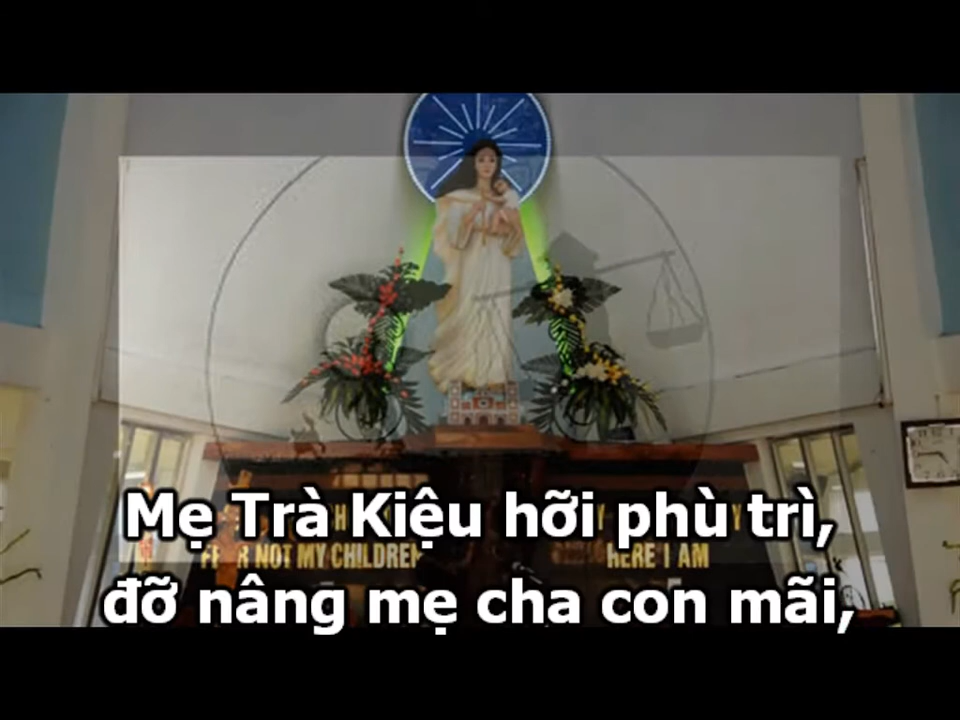 Mẹ Trà Kiệu hỡi phù trì,
FEAR NOT MY CHILDREN HERE I AM
đỡ nâng mẹ cha con mãi,